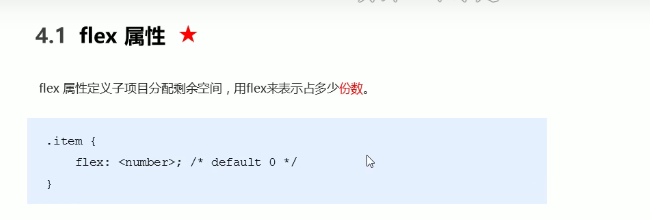 4.1 flex 属性 ★
flex 属性定义子项目分配剩余空间，用flex来表示占多少份数。
.item {
    flex: <number>; /* default 0 */
}